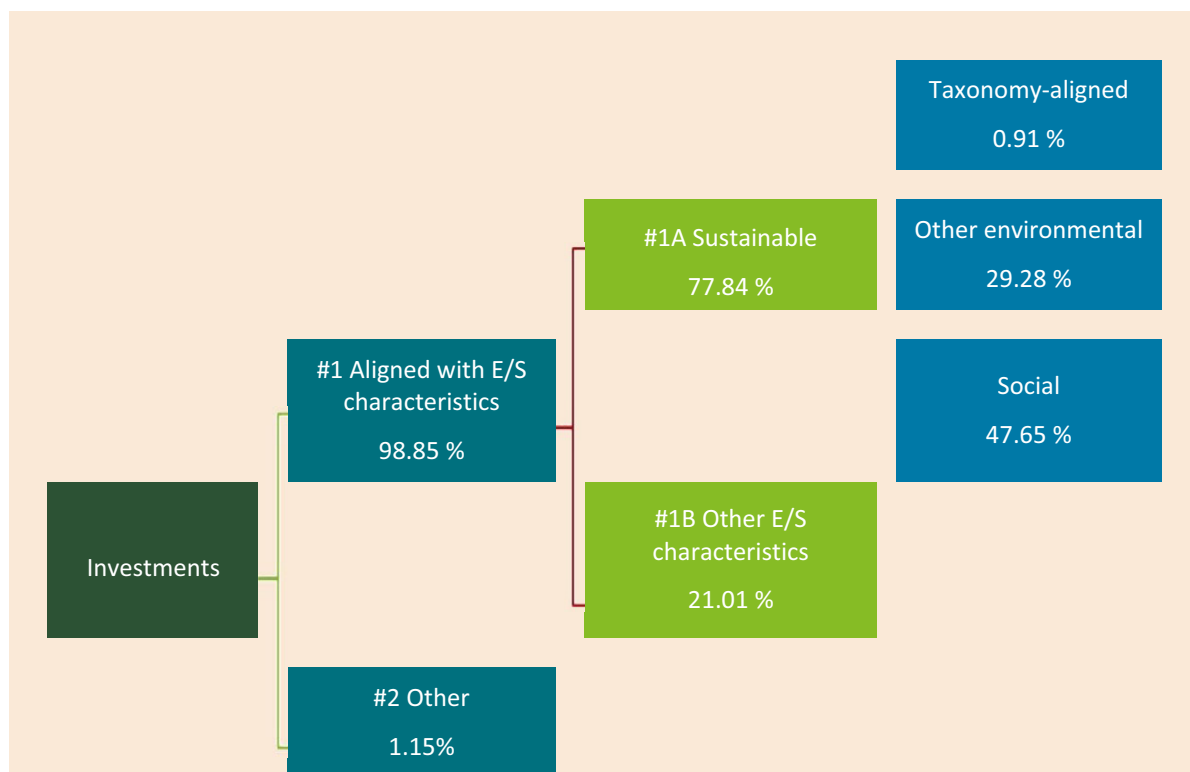 Taxonomy-aligned
0.91 %
#1A Sustainable
77.84 %
Other environmental
29.28 %
#1 Aligned with E/S
characteristics
98.85 %
Social
47.65 %
Investments
#1B Other E/S
characteristics
21.01 %
#2 Other
1.15%